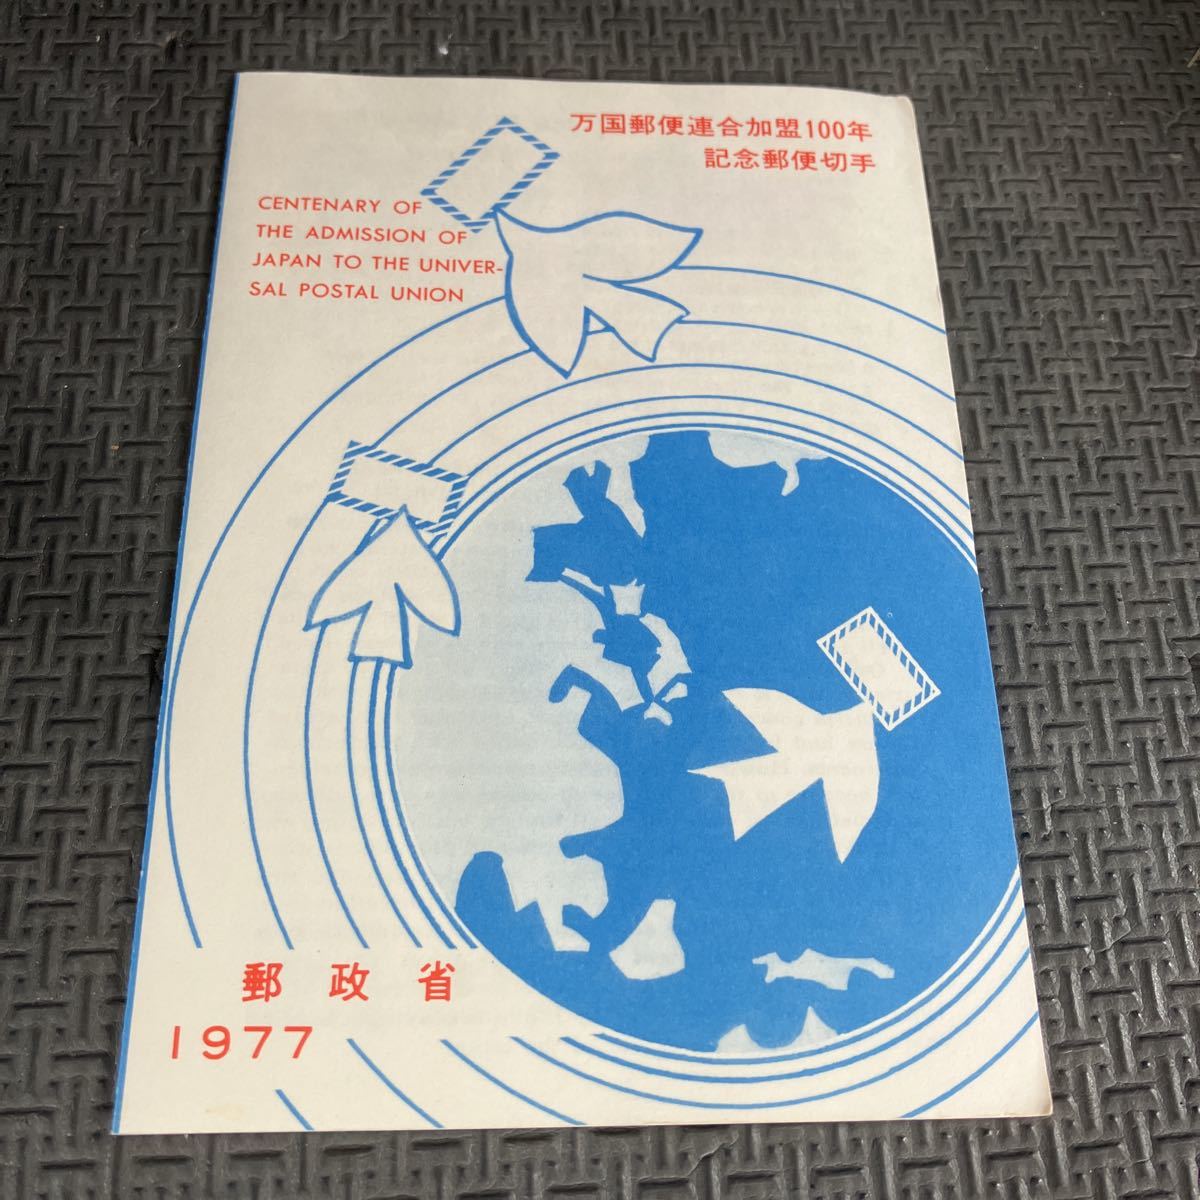 万国郵便連合加盟100年
記念郵便切手
CENTENARY OF
THE ADMISSION OF
JAPAN TO THE UNIVER-
SAL POSTAL UNION
郵政省
1977